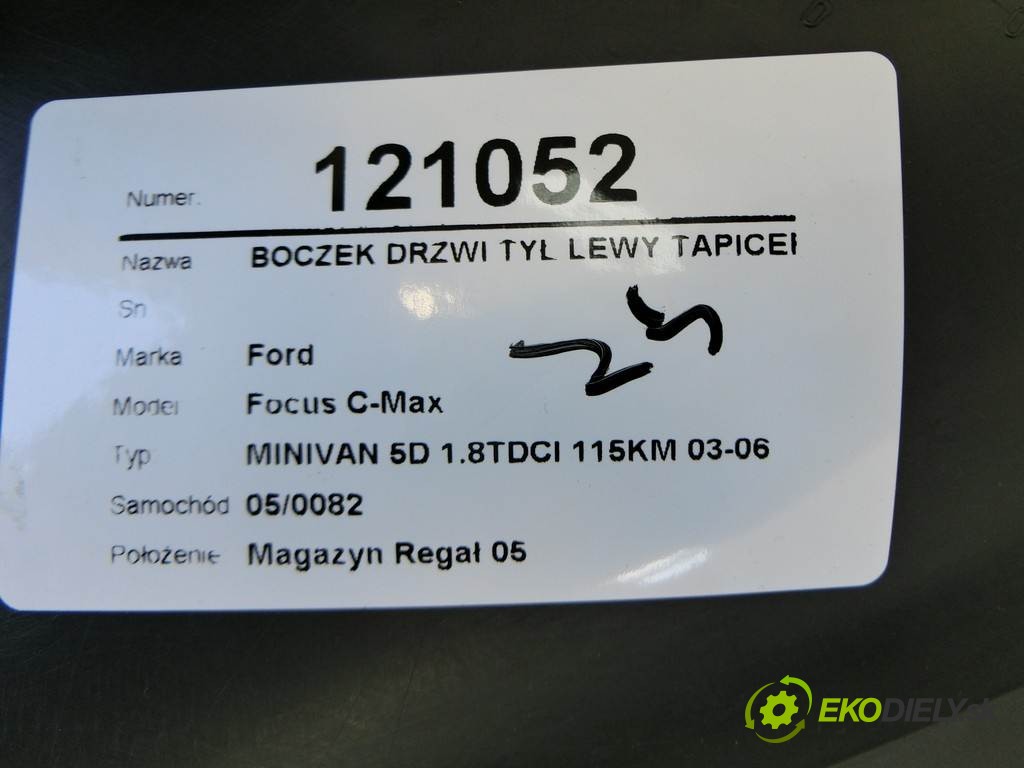 Numer: 121052
Nazwa BOCZEK DRZWI TYŁ LEWY TAPICER
Sn
Marka Ford
Model Focus C-Max
Typ MINIVAN 5D 1.8TDCI 115KM 03-06
Samochód 05/0082
Położenie Magazyn Regał 05
EKODIELY